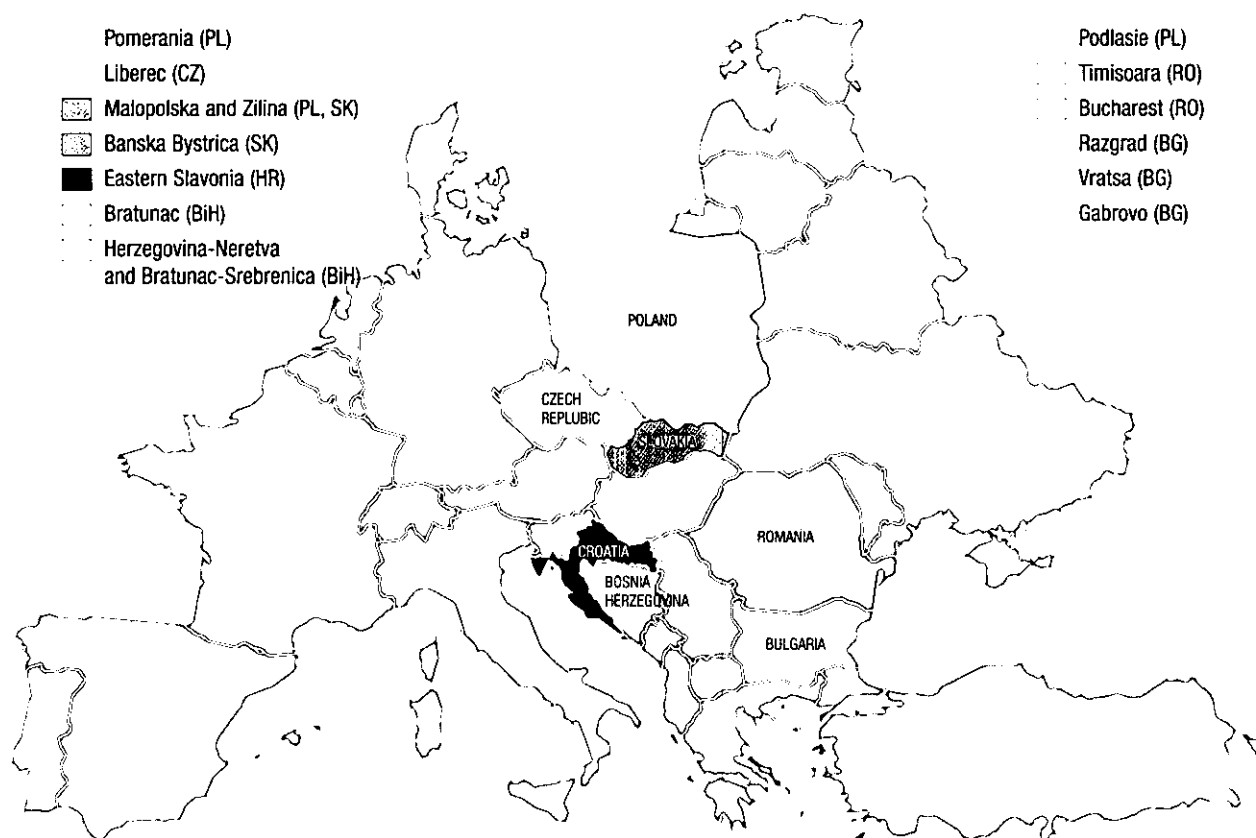 Pomerania (PL)
Liberec (CZ)
Malopolska and Zilina (PL, SK)
Banska Bystrica (SK)
Eastern Slavonia (HR)
Bratunac (BiH)
Herzegovina-Neretva
and Bratunac-Srebrenica (BiH)
Podlasie (PL)
Timisoara (RO)
Bucharest (RO)
Razgrad (BG)
Vratsa (BG)
Gabrovo (BG)
POLAND
CZECH
REPLUBIC
SLOVAKIA
CROATIA
BOSNIA
HERZEGOVINA
ROMANIA
BULGARIA